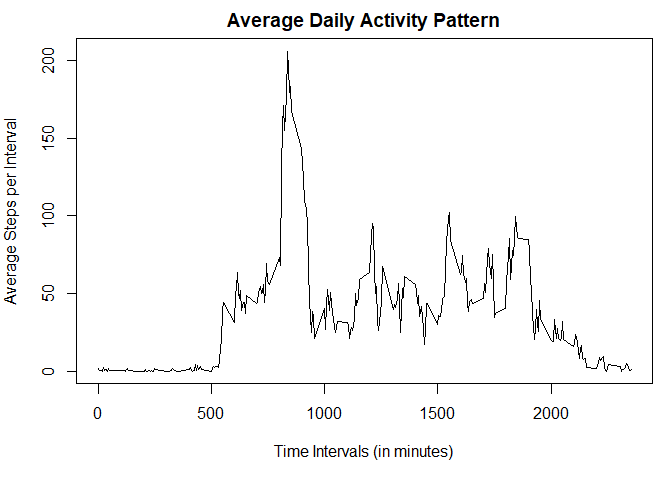 Average Daily Activity Pattern
Average Steps per Interval
200
150
100
50
0
0 500 1000 1500 2000
Time Intervals (in minutes)